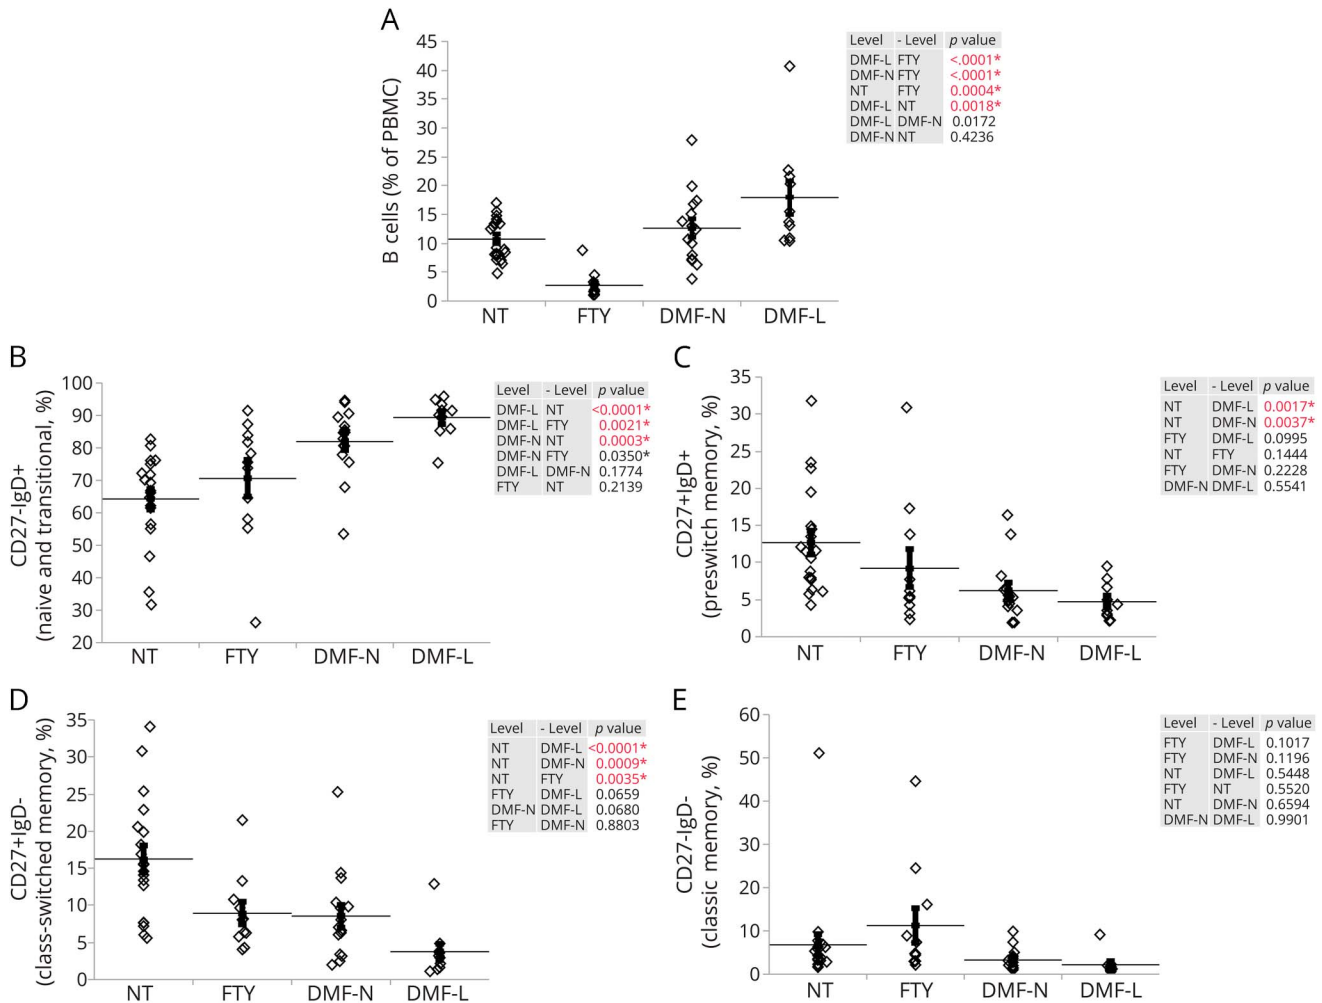 A
B cells (% of PBMC)
45
40
35
30
25
20
15
10
5
0
NT FTY DMF-N DMF-L
Level - Level p value
DMF-L FTY <.0001*
DMF-N FTY <.0001*
NT FTY 0.0004*
DMF-L NT 0.0018*
DMF-L DMF-N 0.0172
DMF-N NT 0.4236
B
CD27-IgD+
(naive and transitional, %)
100
90
80
70
60
50
40
30
20
NT FTY DMF-N DMF-L
Level - Level p value
DMF-L NT <0.0001*
DMF-L FTY 0.0021*
DMF-N NT 0.0003*
DMF-N FTY 0.0350*
DMF-L DMF-N 0.1774
FTY NT 0.2139
C
CD27+IgD+
(preswitch memory, %)
35
30
25
20
15
10
5
0
NT FTY DMF-N DMF-L
Level - Level p value
NT DMF-L 0.0017*
NT DMF-N 0.0037*
FTY DMF-L 0.0995
NT FTY 0.1444
FTY DMF-N 0.2228
DMF-N DMF-L 0.5541
D
CD27+IgD-
(class-switched memory, %)
35
30
25
20
15
10
5
0
NT FTY DMF-N DMF-L
Level - Level p value
NT DMF-L <0.0001*
NT DMF-N 0.0009*
NT FTY 0.0035*
FTY DMF-L 0.0659
DMF-N DMF-L 0.0680
FTY DMF-N 0.8803
E
CD27-IgD-
(classic memory, %)
60
50
40
30
20
10
0
NT FTY DMF-N DMF-L
Level - Level p value
FTY DMF-L 0.1017
FTY DMF-N 0.1196
NT DMF-L 0.5448
FTY NT 0.5520
NT DMF-N 0.6594
DMF-N DMF-L 0.9901